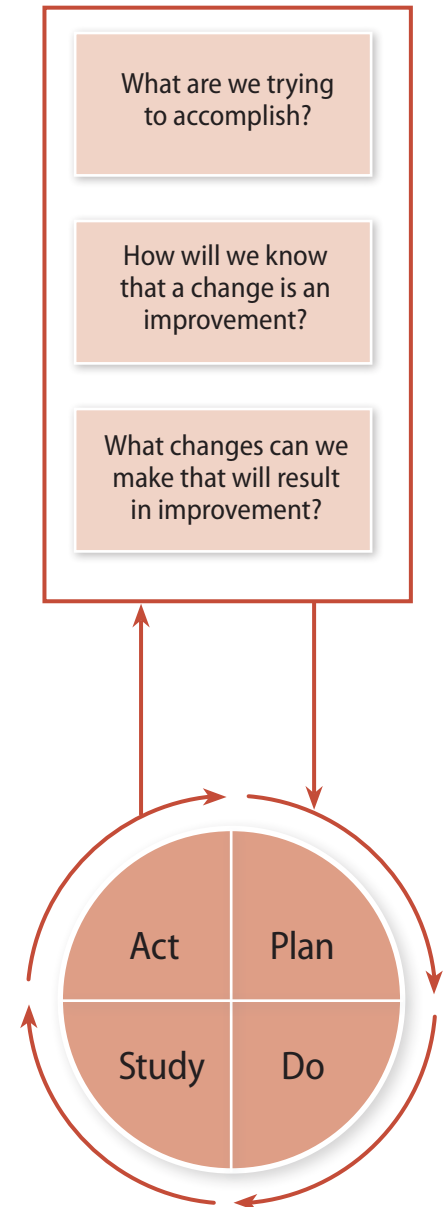 What are we trying
to accomplish?
How will we know
that a change is an
improvement?
What changes can we
make that will result
in improvement?
Act
Plan
Study
Do